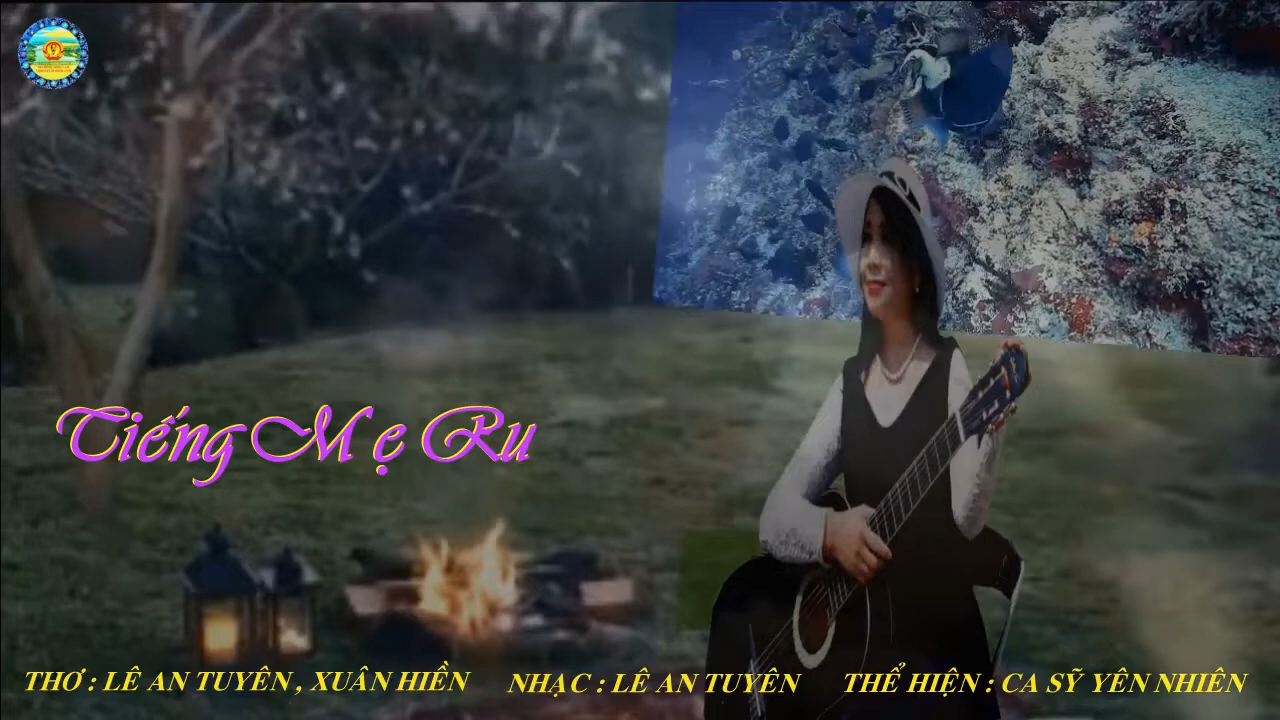 Tiếng Mẹ Ru
THƠ : LÊ AN TUYÊN , XUÂN HIỀN NHẠC : LÊ AN TUYÊN THỂ HIỆN : CA SỸ YÊN NHIÊN